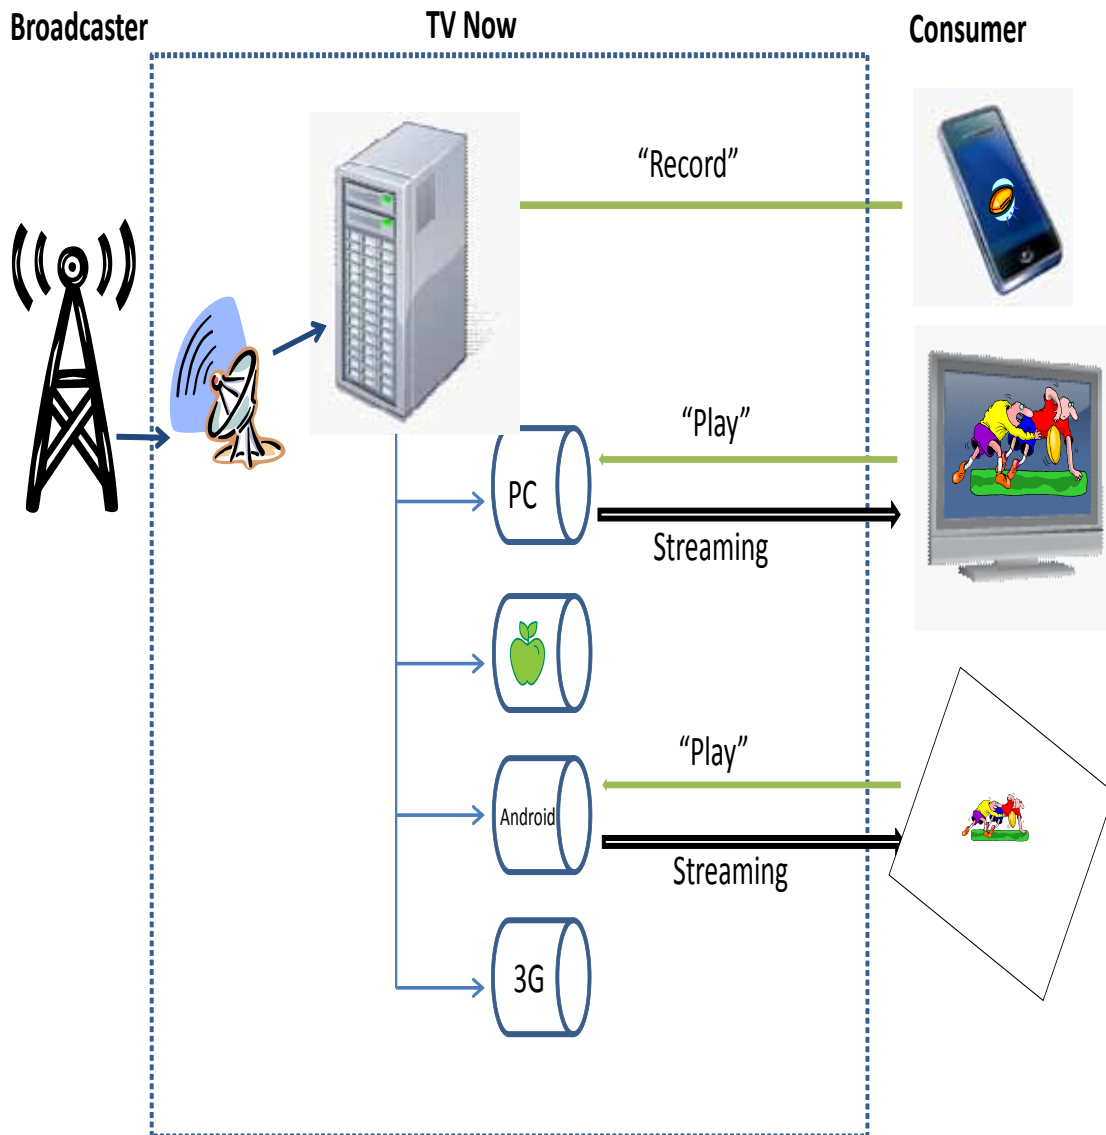 Broadcaster
TV Now
Consumer
“Record”
“Play”
PC
Streaming
“Play”
Android
Streaming
3G